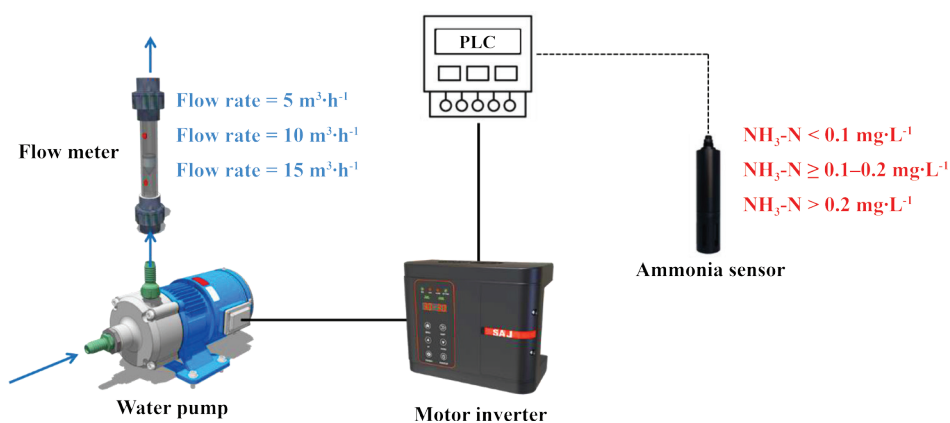 PLC
Flow rate = 5 m³·h⁻¹
Flow rate = 10 m³·h⁻¹
Flow rate = 15 m³·h⁻¹
Flow meter
NH₃-N < 0.1 mg·L⁻¹
NH₃-N ≥ 0.1–0.2 mg·L⁻¹
NH₃-N > 0.2 mg·L⁻¹
Ammonia sensor
SAJ
Water pump
Motor inverter